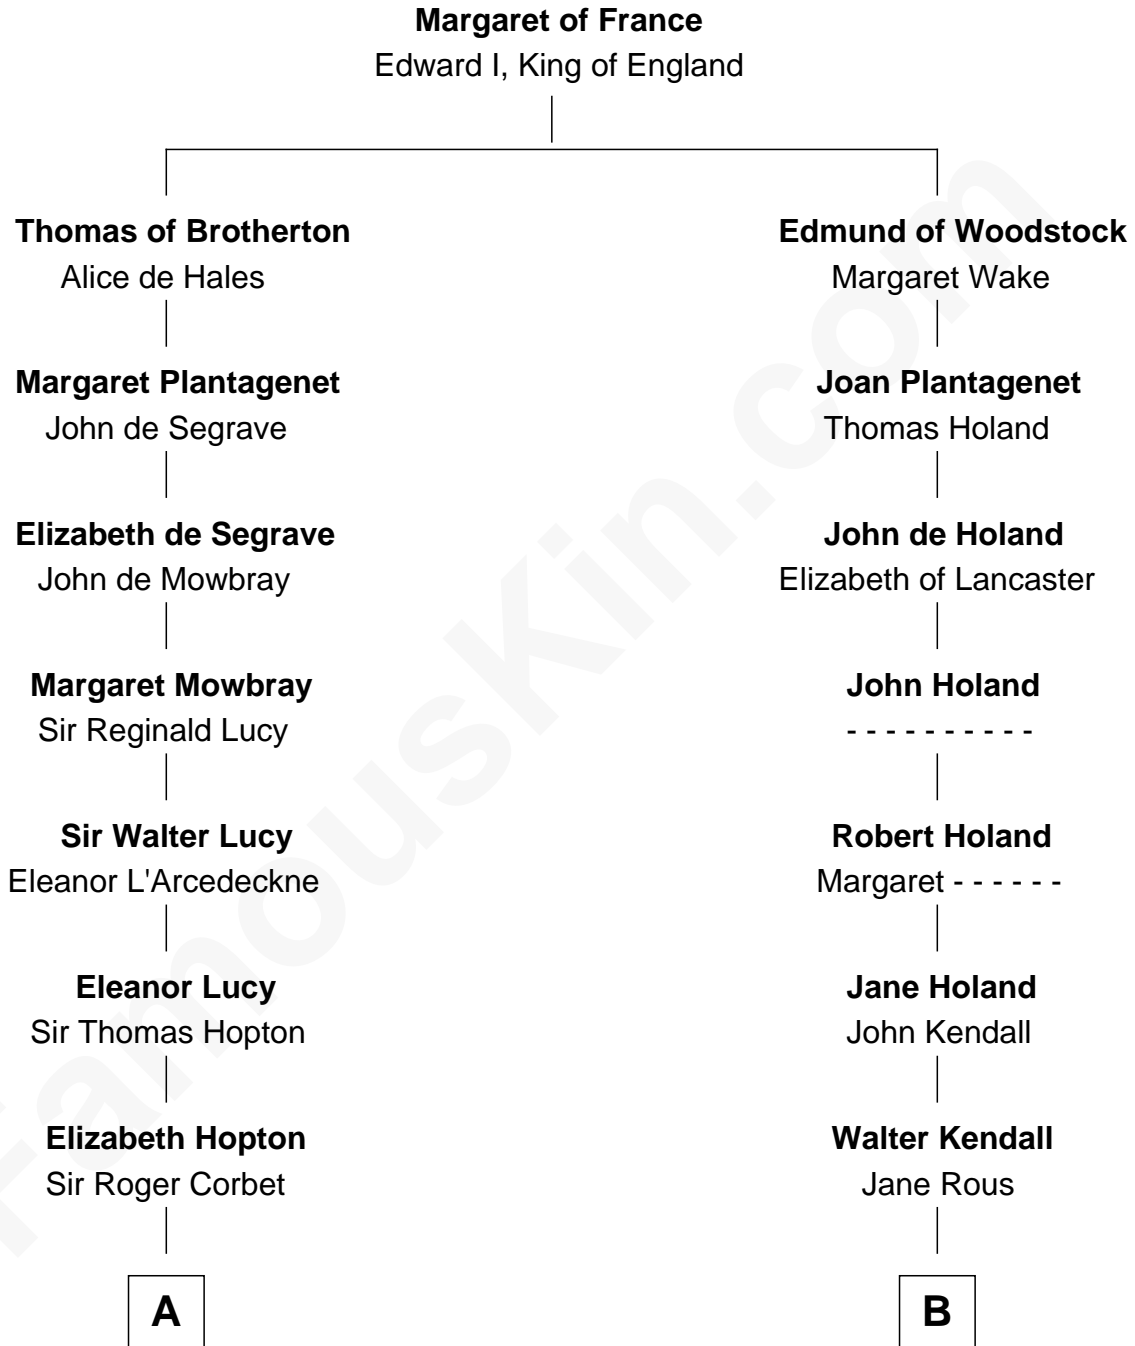 Margaret of France
Edward I, King of England
Thomas of Brotherton
Alice de Hales
Edmund of Woodstock
Margaret Wake
Margaret Plantagenet
John de Segrave
Joan Plantagenet
Thomas Holand
Elizabeth de Segrave
John de Mowbray
John de Holand
Elizabeth of Lancaster
Margaret Mowbray
Sir Reginald Lucy
John Holand
- - - - - - - - - -
Sir Walter Lucy
Eleanor L'Arcedeckne
Robert Holand
Margaret - - - - - -
Eleanor Lucy
Sir Thomas Hopton
Jane Holand
John Kendall
Elizabeth Hopton
Sir Roger Corbet
Walter Kendall
Jane Rous
A
B
FamousKin.com